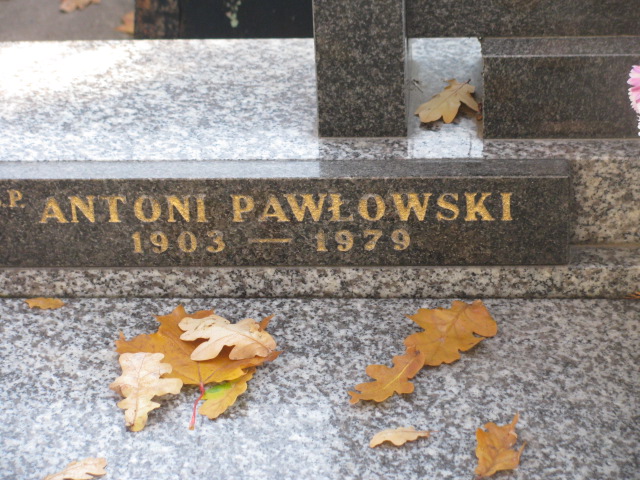 Ś.P. ANTONI PAWŁOWSKI
1903 — 1979